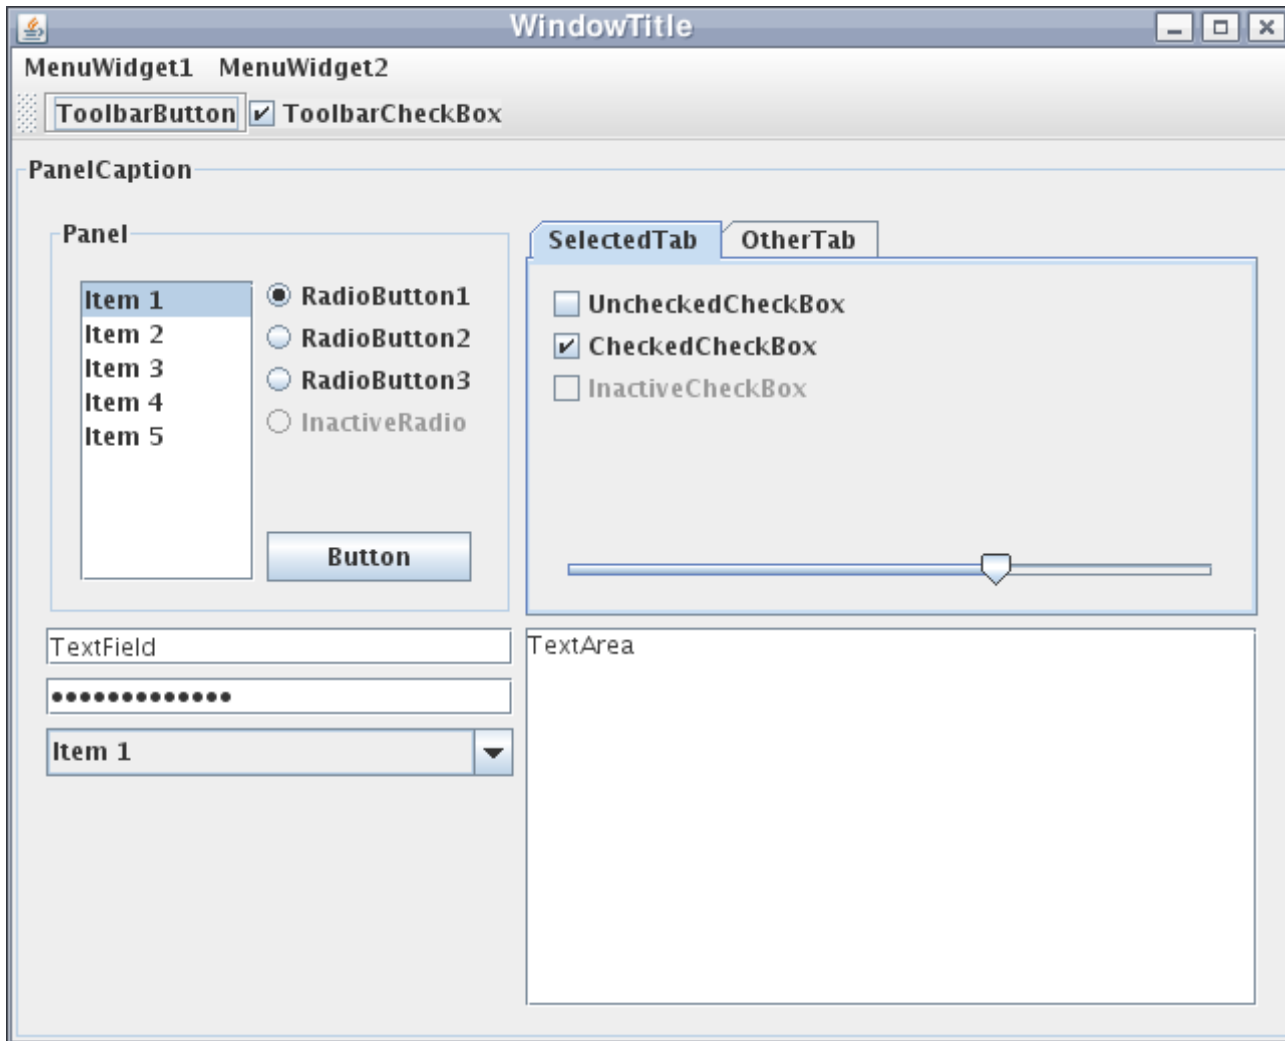 WindowTitle
MenuWidget1 MenuWidget2
ToolbarButton ToolbarCheckBox
PanelCaption
Panel
Item 1
Item 2
Item 3
Item 4
Item 5
RadioButton1
RadioButton2
RadioButton3
InactiveRadio
Button
SelectedTab OtherTab
UncheckedCheckBox
CheckedCheckBox
InactiveCheckBox
TextField
•••••••••••••
Item 1
TextArea